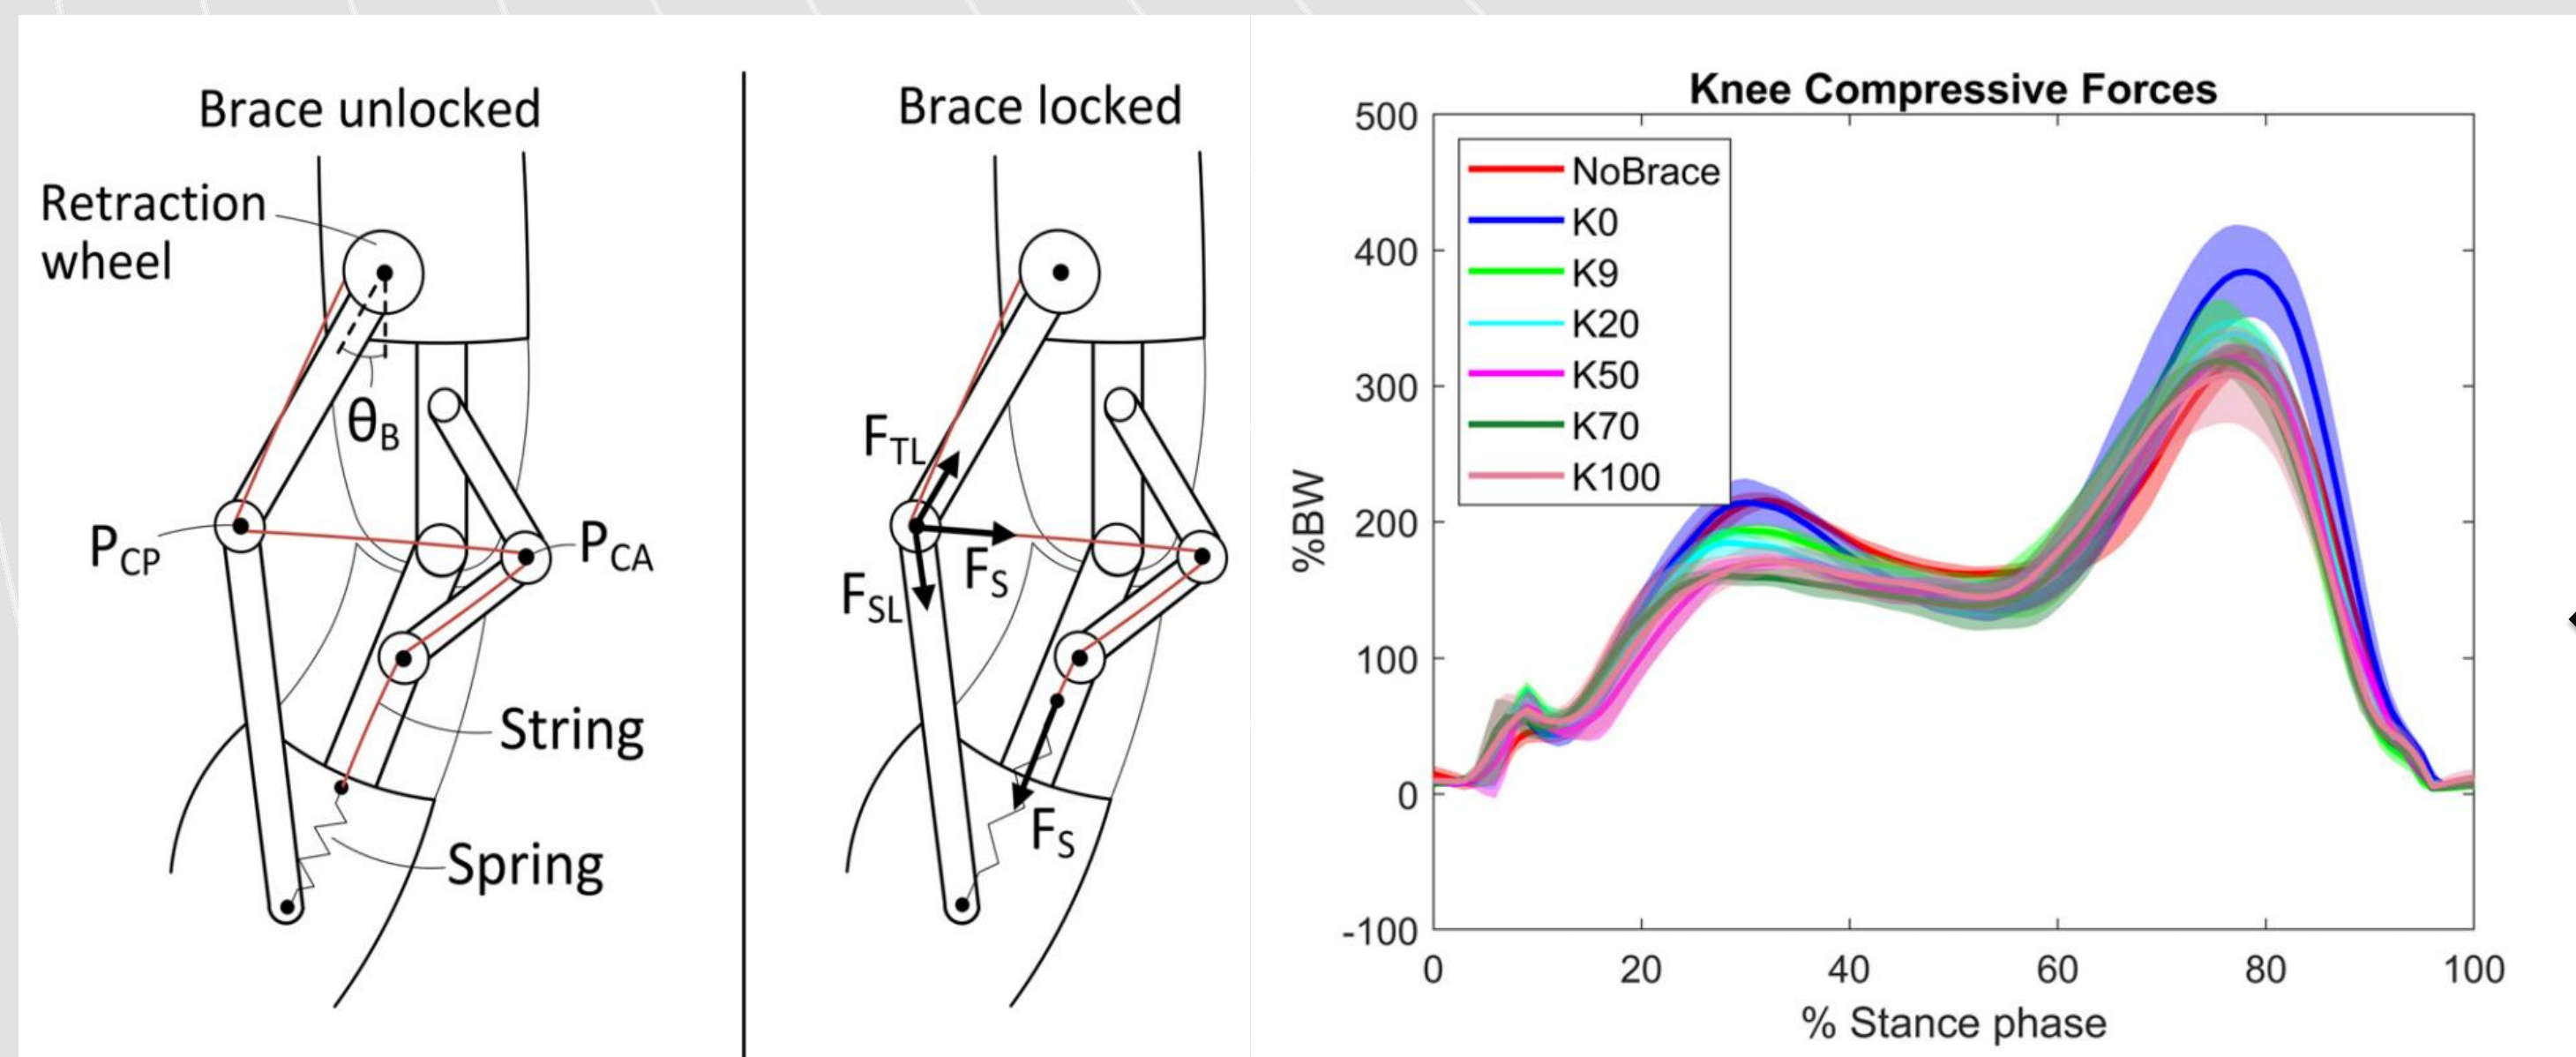 Brace unlocked
Retraction
wheel
θB
PCP
PCA
String
Spring
Brace locked
FTL
FS
FSL
FS
Knee Compressive Forces
500
400
300
200
100
0
-100
%BW
NoBrace
K0
K9
K20
K50
K70
K100
0 20 40 60 80 100
% Stance phase